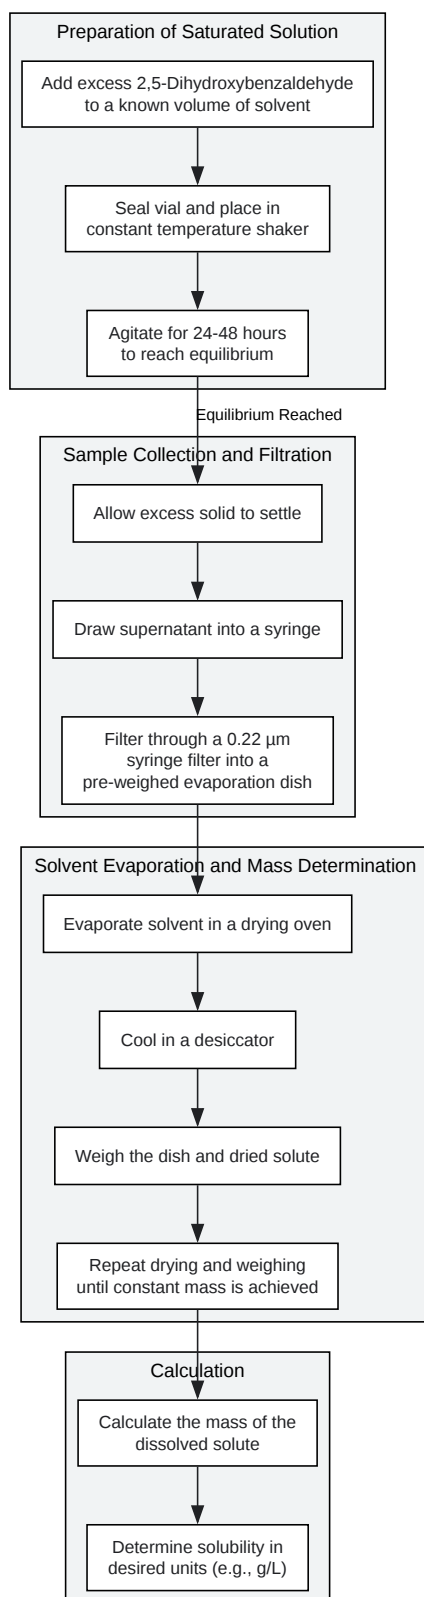 Preparation of Saturated Solution
Add excess 2,5-Dihydroxybenzaldehyde
to a known volume of solvent
Seal vial and place in
constant temperature shaker
Agitate for 24-48 hours
to reach equilibrium
Equilibrium Reached
Sample Collection and Filtration
Allow excess solid to settle
Draw supernatant into a syringe
Filter through a 0.22 µm
syringe filter into a
pre-weighed evaporation dish
Solvent Evaporation and Mass Determination
Evaporate solvent in a drying oven
Cool in a desiccator
Weigh the dish and dried solute
Repeat drying and weighing
until constant mass is achieved
Calculation
Calculate the mass of the
dissolved solute
Determine solubility in
desired units (e.g., g/L)